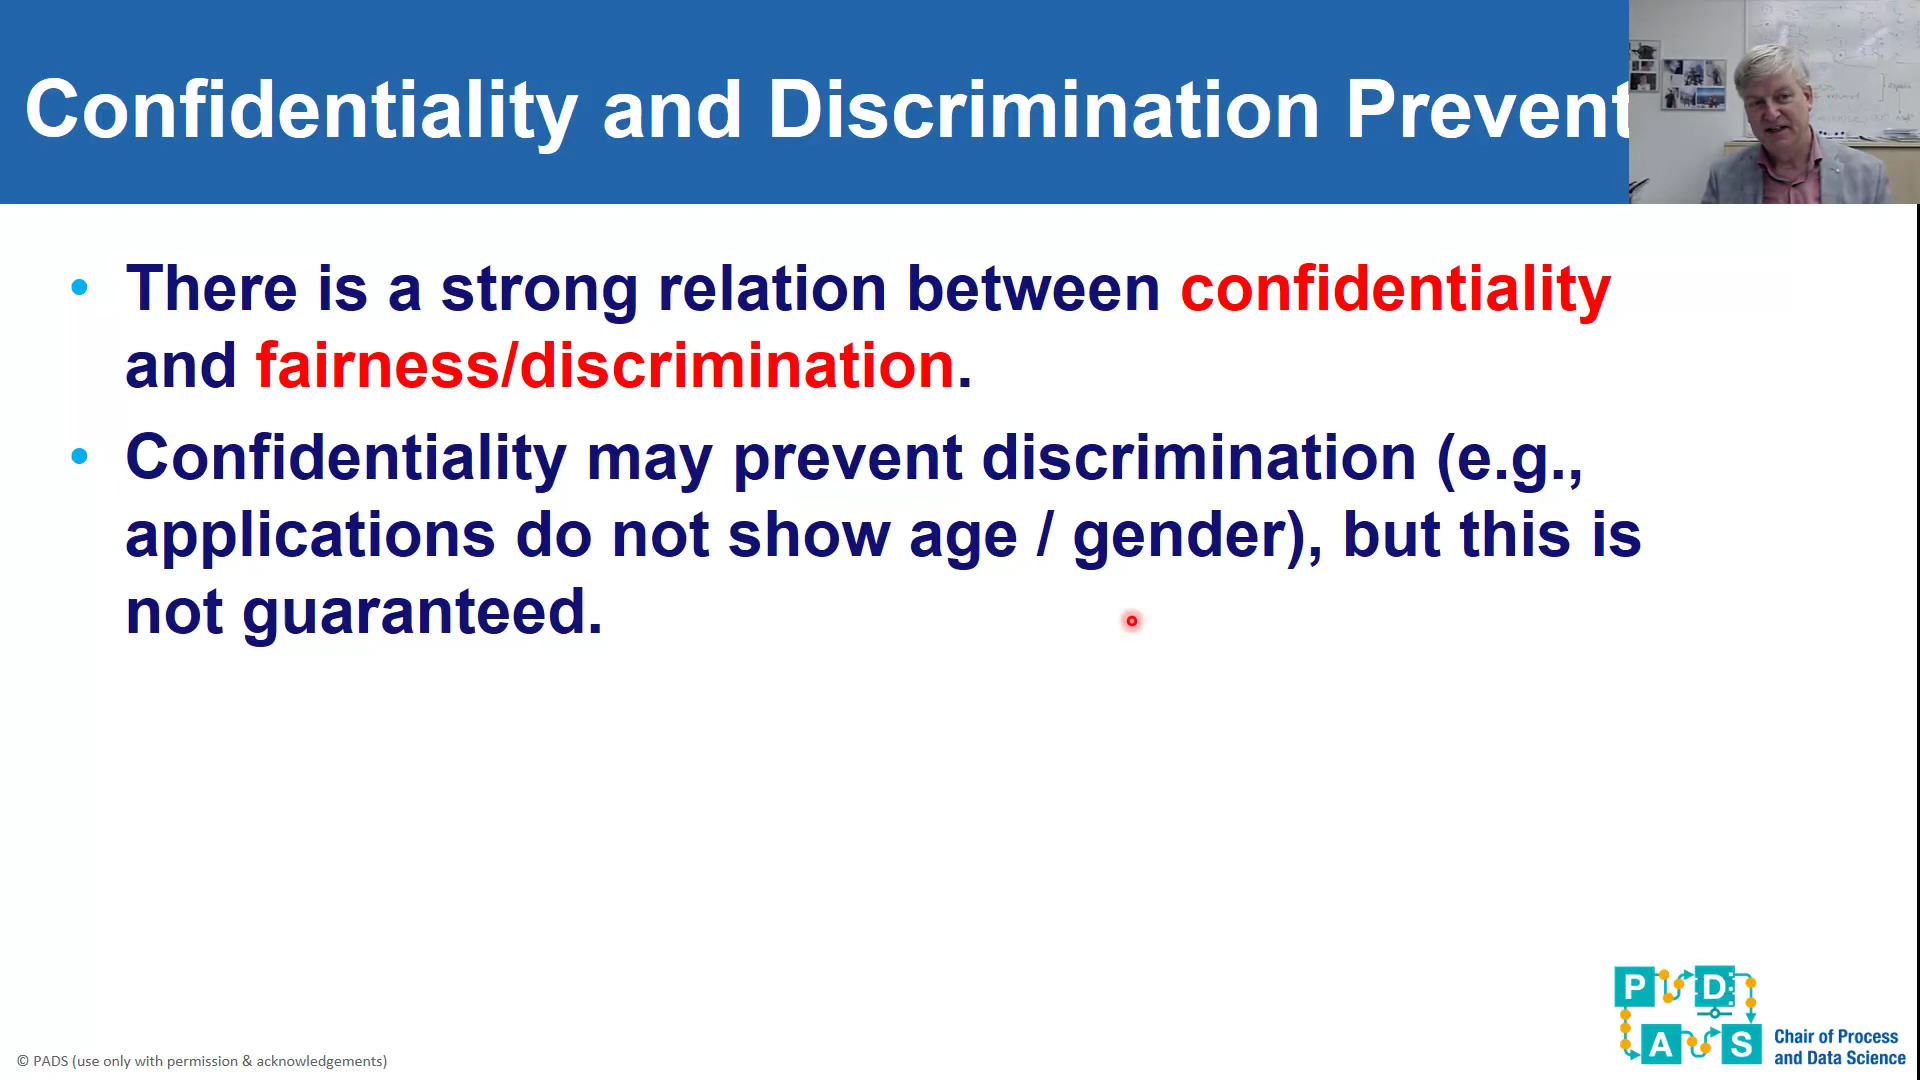 Confidentiality and Discrimination Prevent
There is a strong relation between confidentiality
and fairness/discrimination.
Confidentiality may prevent discrimination (e.g.,
applications do not show age / gender), but this is
not guaranteed.
P D
A S
Chair of Process
and Data Science
© PADS (use only with permission & acknowledgements)